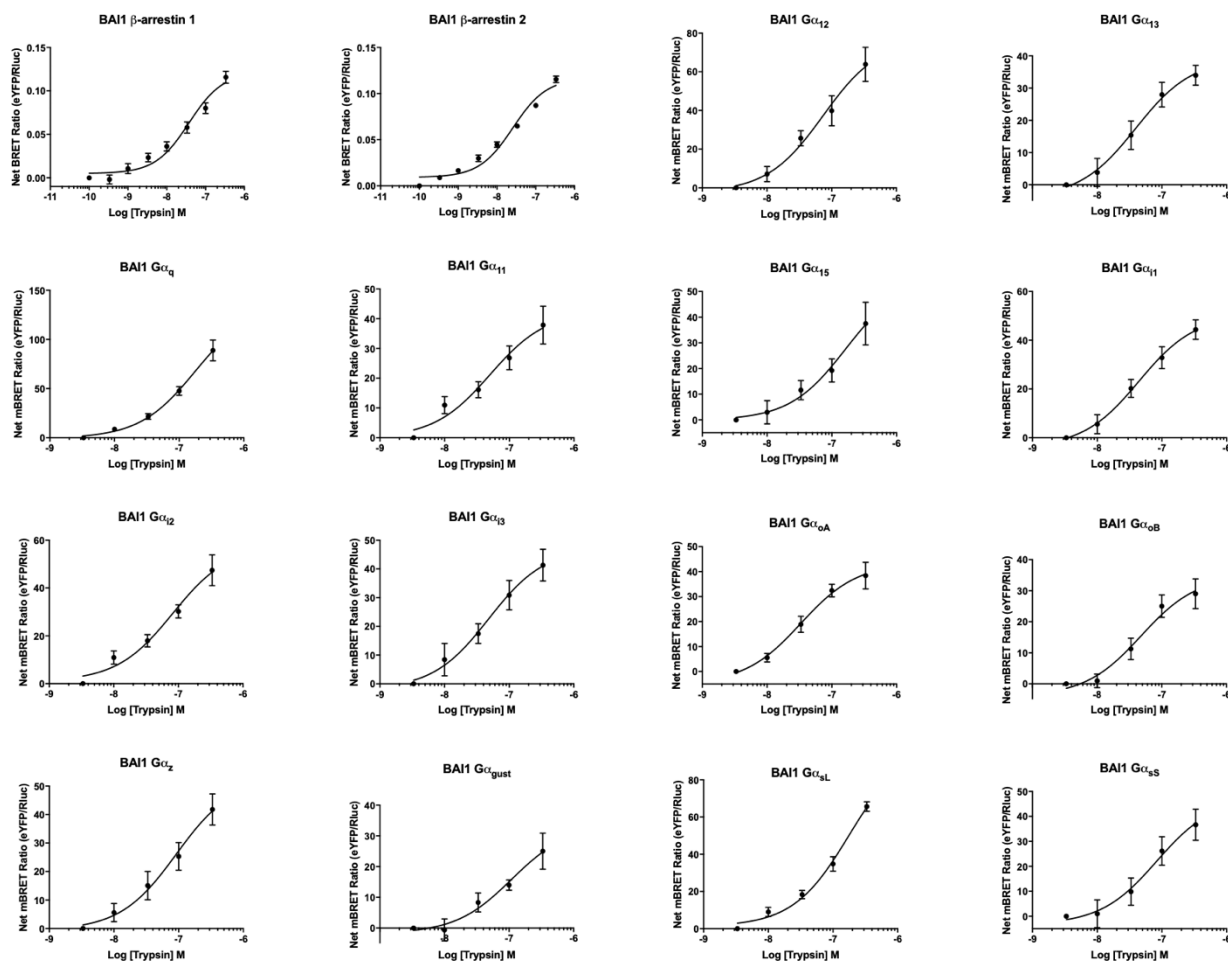 BAI1 β-arrestin 1
Net BRET Ratio (eYFP/Rluc)
0.15
0.10
0.05
0.00
-11 -10 -9 -8 -7 -6
Log [Trypsin] M
BAI1 β-arrestin 2
Net BRET Ratio (eYFP/Rluc)
0.15
0.10
0.05
0.00
-11 -10 -9 -8 -7 -6
Log [Trypsin] M
BAI1 Gα12
Net mBRET Ratio (eYFP/Rluc)
80
60
40
20
0
-9 -8 -7 -6
Log [Trypsin] M
BAI1 Gα13
Net mBRET Ratio (eYFP/Rluc)
40
30
20
10
0
-8 -7 -6
Log [Trypsin] M
BAI1 Gαq
Net mBRET Ratio (eYFP/Rluc)
150
100
50
0
-9 -8 -7 -6
Log [Trypsin] M
BAI1 Gα11
Net mBRET Ratio (eYFP/Rluc)
50
40
30
20
10
0
-9 -8 -7 -6
Log [Trypsin] M
BAI1 Gα15
Net mBRET Ratio (eYFP/Rluc)
50
40
30
20
10
0
-9 -8 -7 -6
Log [Trypsin] M
BAI1 Gαi1
Net mBRET Ratio (eYFP/Rluc)
60
40
20
0
-9 -8 -7 -6
Log [Trypsin] M
BAI1 Gαi2
Net mBRET Ratio (eYFP/Rluc)
60
40
20
0
-9 -8 -7 -6
Log [Trypsin] M
BAI1 Gαi3
Net mBRET Ratio (eYFP/Rluc)
50
40
30
20
10
0
-9 -8 -7 -6
Log [Trypsin] M
BAI1 GαoA
Net mBRET Ratio (eYFP/Rluc)
50
40
30
20
10
0
-9 -8 -7 -6
Log [Trypsin] M
BAI1 GαoB
Net mBRET Ratio (eYFP/Rluc)
40
30
20
10
0
-8 -7 -6
Log [Trypsin] M
BAI1 Gαz
Net mBRET Ratio (eYFP/Rluc)
50
40
30
20
10
0
-9 -8 -7 -6
Log [Trypsin] M
BAI1 Gαgust
Net mBRET Ratio (eYFP/Rluc)
40
30
20
10
0
-8 -7 -6
Log [Trypsin] M
BAI1 GαsL
Net mBRET Ratio (eYFP/Rluc)
80
60
40
20
0
-9 -8 -7 -6
Log [Trypsin] M
BAI1 GαsS
Net mBRET Ratio (eYFP/Rluc)
50
40
30
20
10
0
-9 -8 -7 -6
Log [Trypsin] M